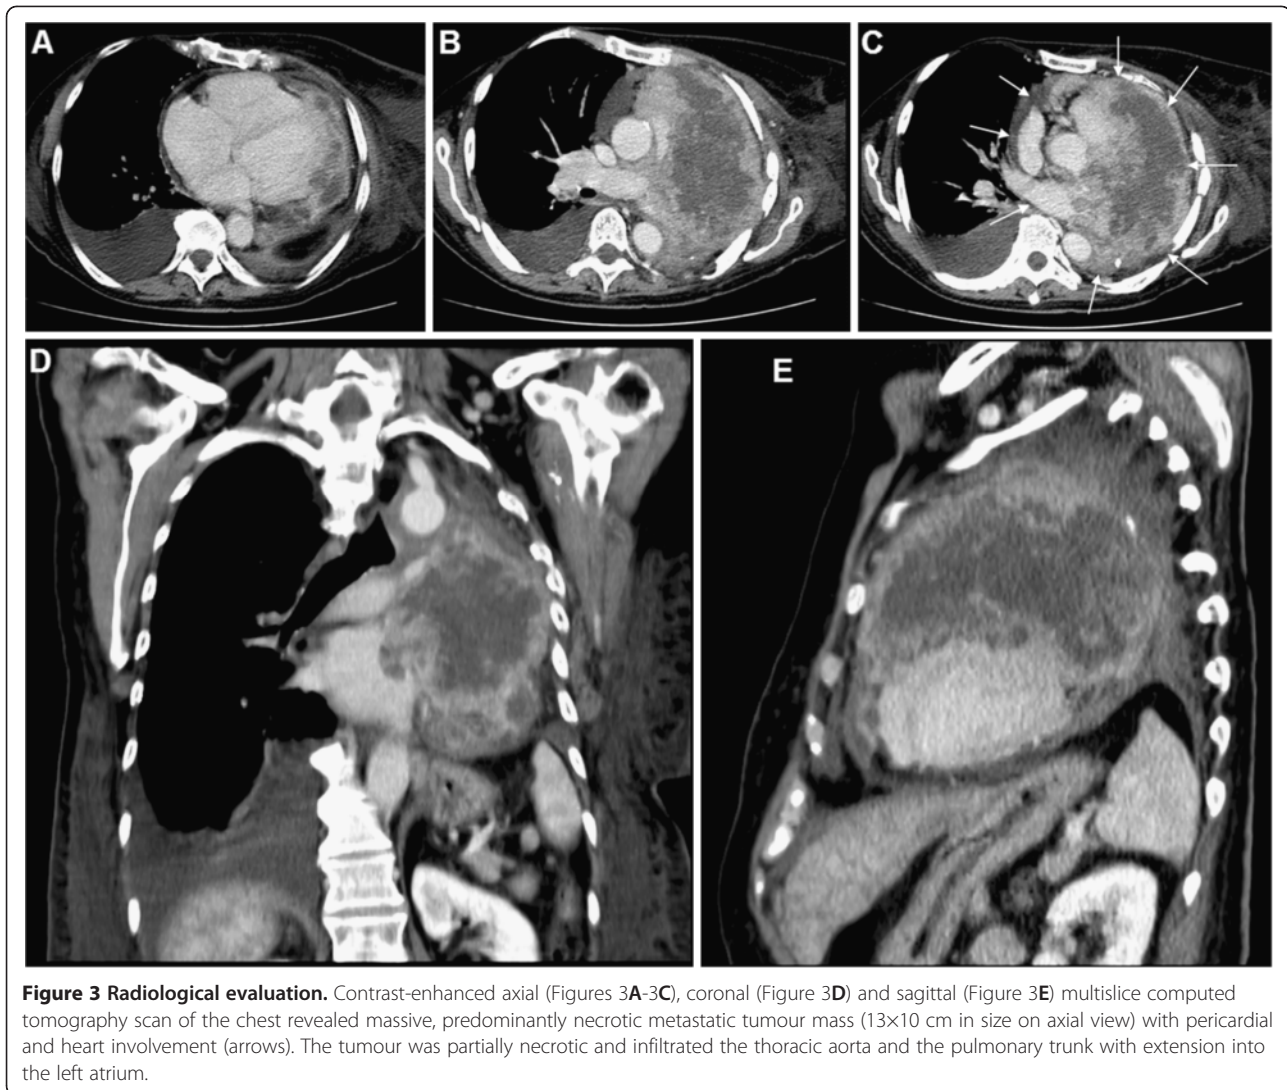 A
B
C
D
E
Figure 3 Radiological evaluation. Contrast-enhanced axial (Figures 3A-3C), coronal (Figure 3D) and sagittal (Figure 3E) multislice computed
tomography scan of the chest revealed massive, predominantly necrotic metastatic tumour mass (13×10 cm in size on axial view) with pericardial
and heart involvement (arrows). The tumour was partially necrotic and infiltrated the thoracic aorta and the pulmonary trunk with extension into
the left atrium.